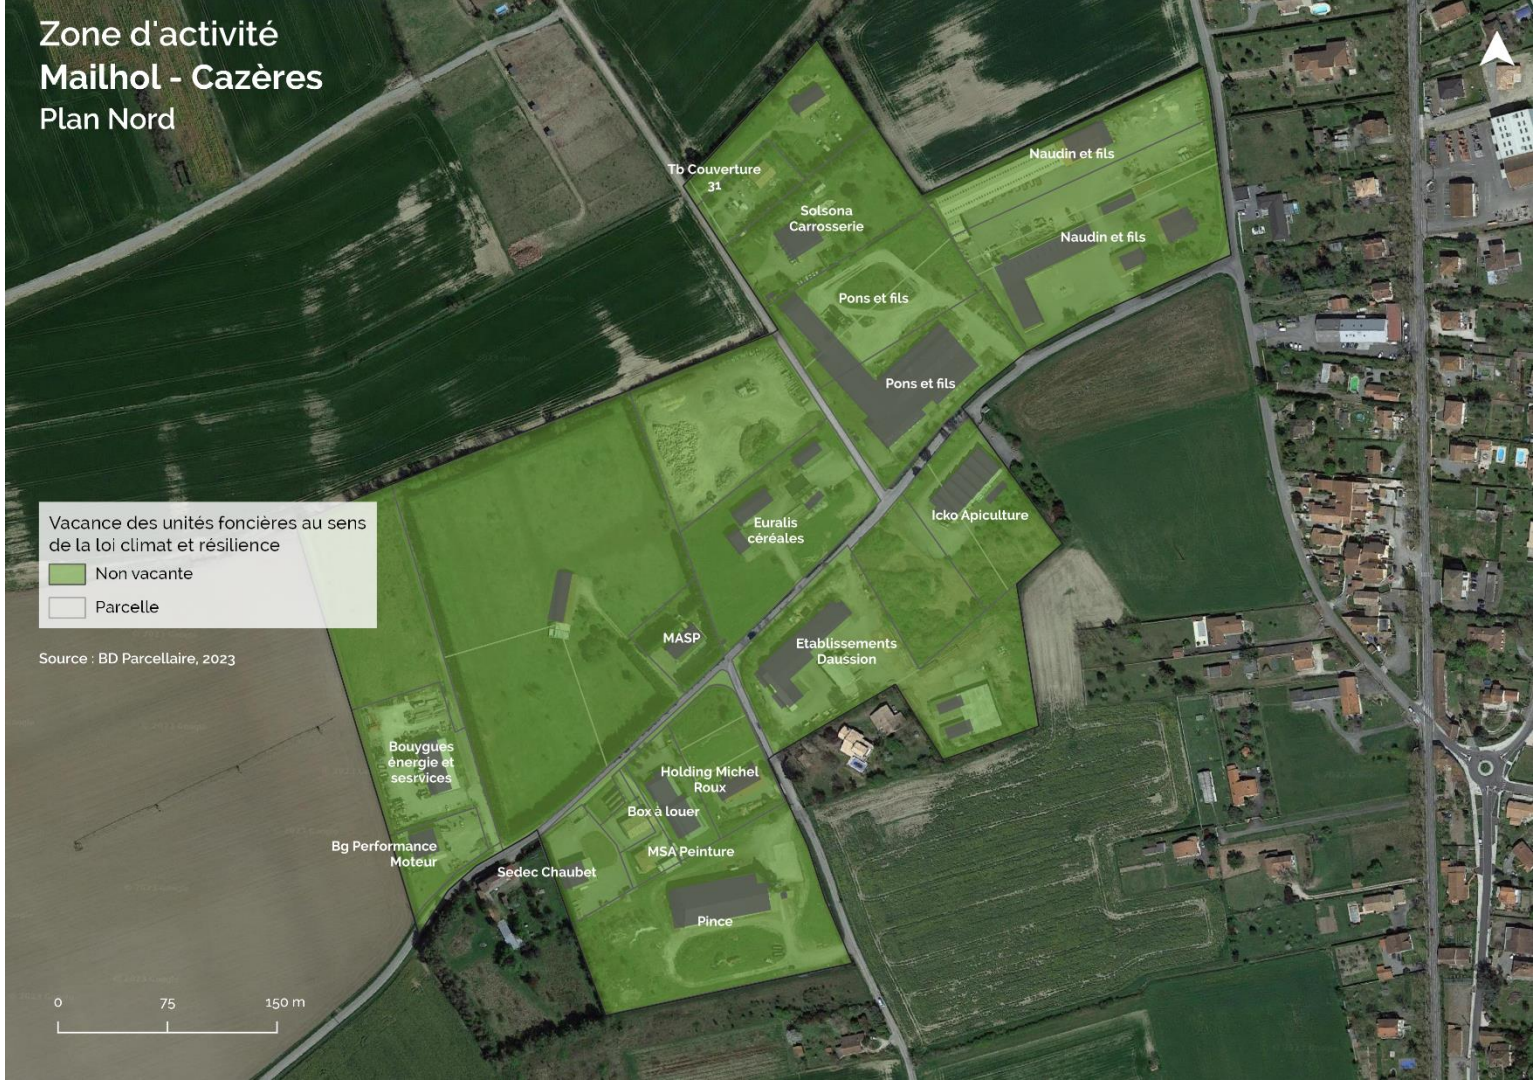 Zone d'activité
Mailhol - Cazères
Plan Nord
Tb Couverture
31
Naudin et fils
Solsona
Carrosserie
Naudin et fils
Pons et fils
Pons et fils
Vacance des unités foncières au sens
de la loi climat et résilience
Non vacante
Parcelle
Source : BD Parcellaire, 2023
Euralis
céréales
Icko Apiculture
MASP
Etablissements
Daussion
Bouygues
énergie et
sesrvices
Holding Michel
Roux
Box à louer
Bg Performance
Moteur
MSA Peinture
Sedec Chaubet
Pince
0 75 150 m